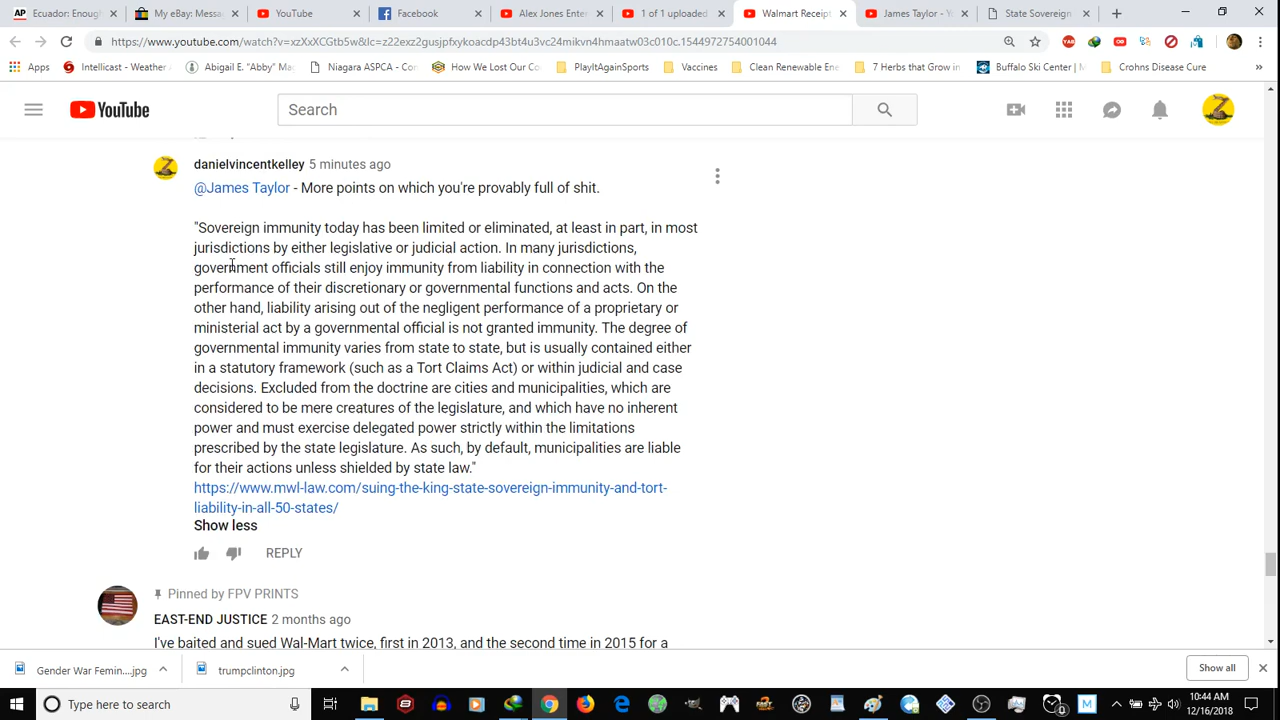 Ecuador: Enough
My eBay: Messa
YouTube
Facebook
Alex Jones Ente
1 of 1 uploaded
Walmart Receipt
James Taylor - Yo
State Sovereign
https://www.youtube.com/watch?v=xzXxXCGtb5w&lc=z22exz2gusjpfxykoacdp43bt4u3vc24mikvn4hmaatw03c010c.1544972754001044
Apps
Intellicast - Weather
Abigail E. "Abby" Ma
Niagara ASPCA - Co
How We Lost Our Co
PlayItAgainSports
Vaccines
Clean Renewable Ene
7 Herbs that Grow in
Buffalo Ski Center |
Crohns Disease Cure
YouTube
Search
danielvincentkelley 5 minutes ago
@James Taylor - More points on which you're provably full of shit.
"Sovereign immunity today has been limited or eliminated, at least in part, in most
jurisdictions by either legislative or judicial action. In many jurisdictions,
government officials still enjoy immunity from liability in connection with the
performance of their discretionary or governmental functions and acts. On the
other hand, liability arising out of the negligent performance of a proprietary or
ministerial act by a governmental official is not granted immunity. The degree of
governmental immunity varies from state to state, but is usually contained either
in a statutory framework (such as a Tort Claims Act) or within judicial and case
decisions. Excluded from the doctrine are cities and municipalities, which are
considered to be mere creatures of the legislature, and which have no inherent
power and must exercise delegated power strictly within the limitations
prescribed by the state legislature. As such, by default, municipalities are liable
for their actions unless shielded by state law."
https://www.mwl-law.com/suing-the-king-state-sovereign-immunity-and-tort-
liability-in-all-50-states/
Show less
REPLY
Pinned by FPV PRINTS
EAST-END JUSTICE 2 months ago
I've baited and sued Wal-Mart twice, first in 2013, and the second time in 2015 for a
Gender War Femin....jpg
trumpclinton.jpg
Show all
Type here to search
10:44 AM
12/16/2018